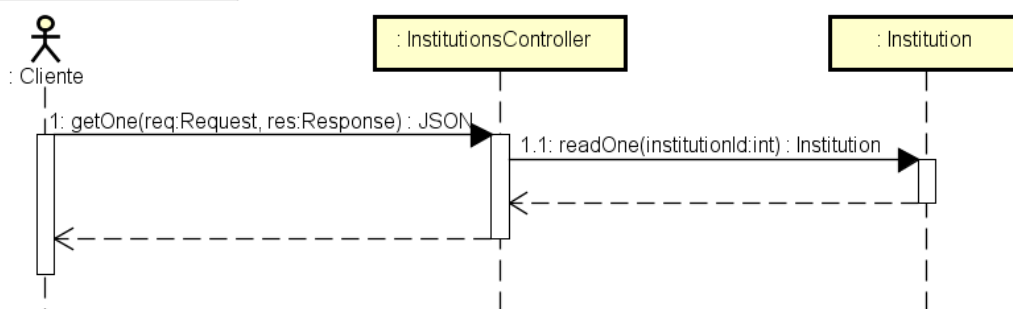 : Cliente
: InstitutionsController
: Institution
1: getOne(req:Request, res:Response) : JSON
1.1: readOne(institutionId:int) : Institution